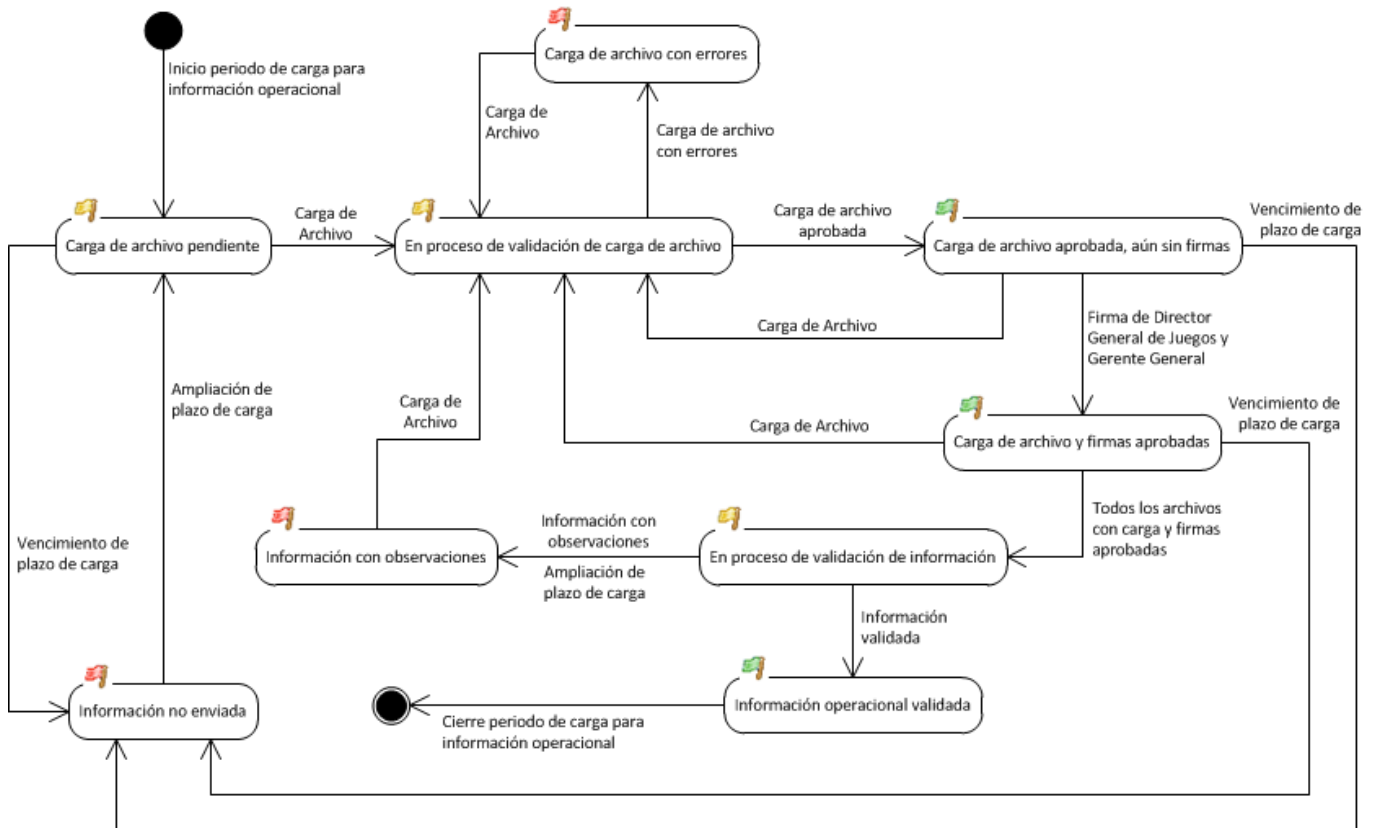 Carga de archivo con errores
Inicio periodo de carga para
información operacional
Carga de
Archivo
Carga de archivo
con errores
Carga de archivo pendiente
Carga de
Archivo
En proceso de validación de carga de archivo
Carga de archivo
aprobada
Carga de archivo aprobada, aún sin firmas
Vencimiento de
plazo de carga
Carga de Archivo
Firma de Director
General de Juegos y
Gerente General
Ampliación de
plazo de carga
Carga de
Archivo
Carga de Archivo
Carga de archivo y firmas aprobadas
Vencimiento de
plazo de carga
Todos los archivos
con carga y firmas
aprobadas
Vencimiento de
plazo de carga
Información con observaciones
Información con
observaciones
Ampliación de
plazo de carga
En proceso de validación de información
Información
validada
Información no enviada
Información operacional validada
Cierre periodo de carga para
información operacional